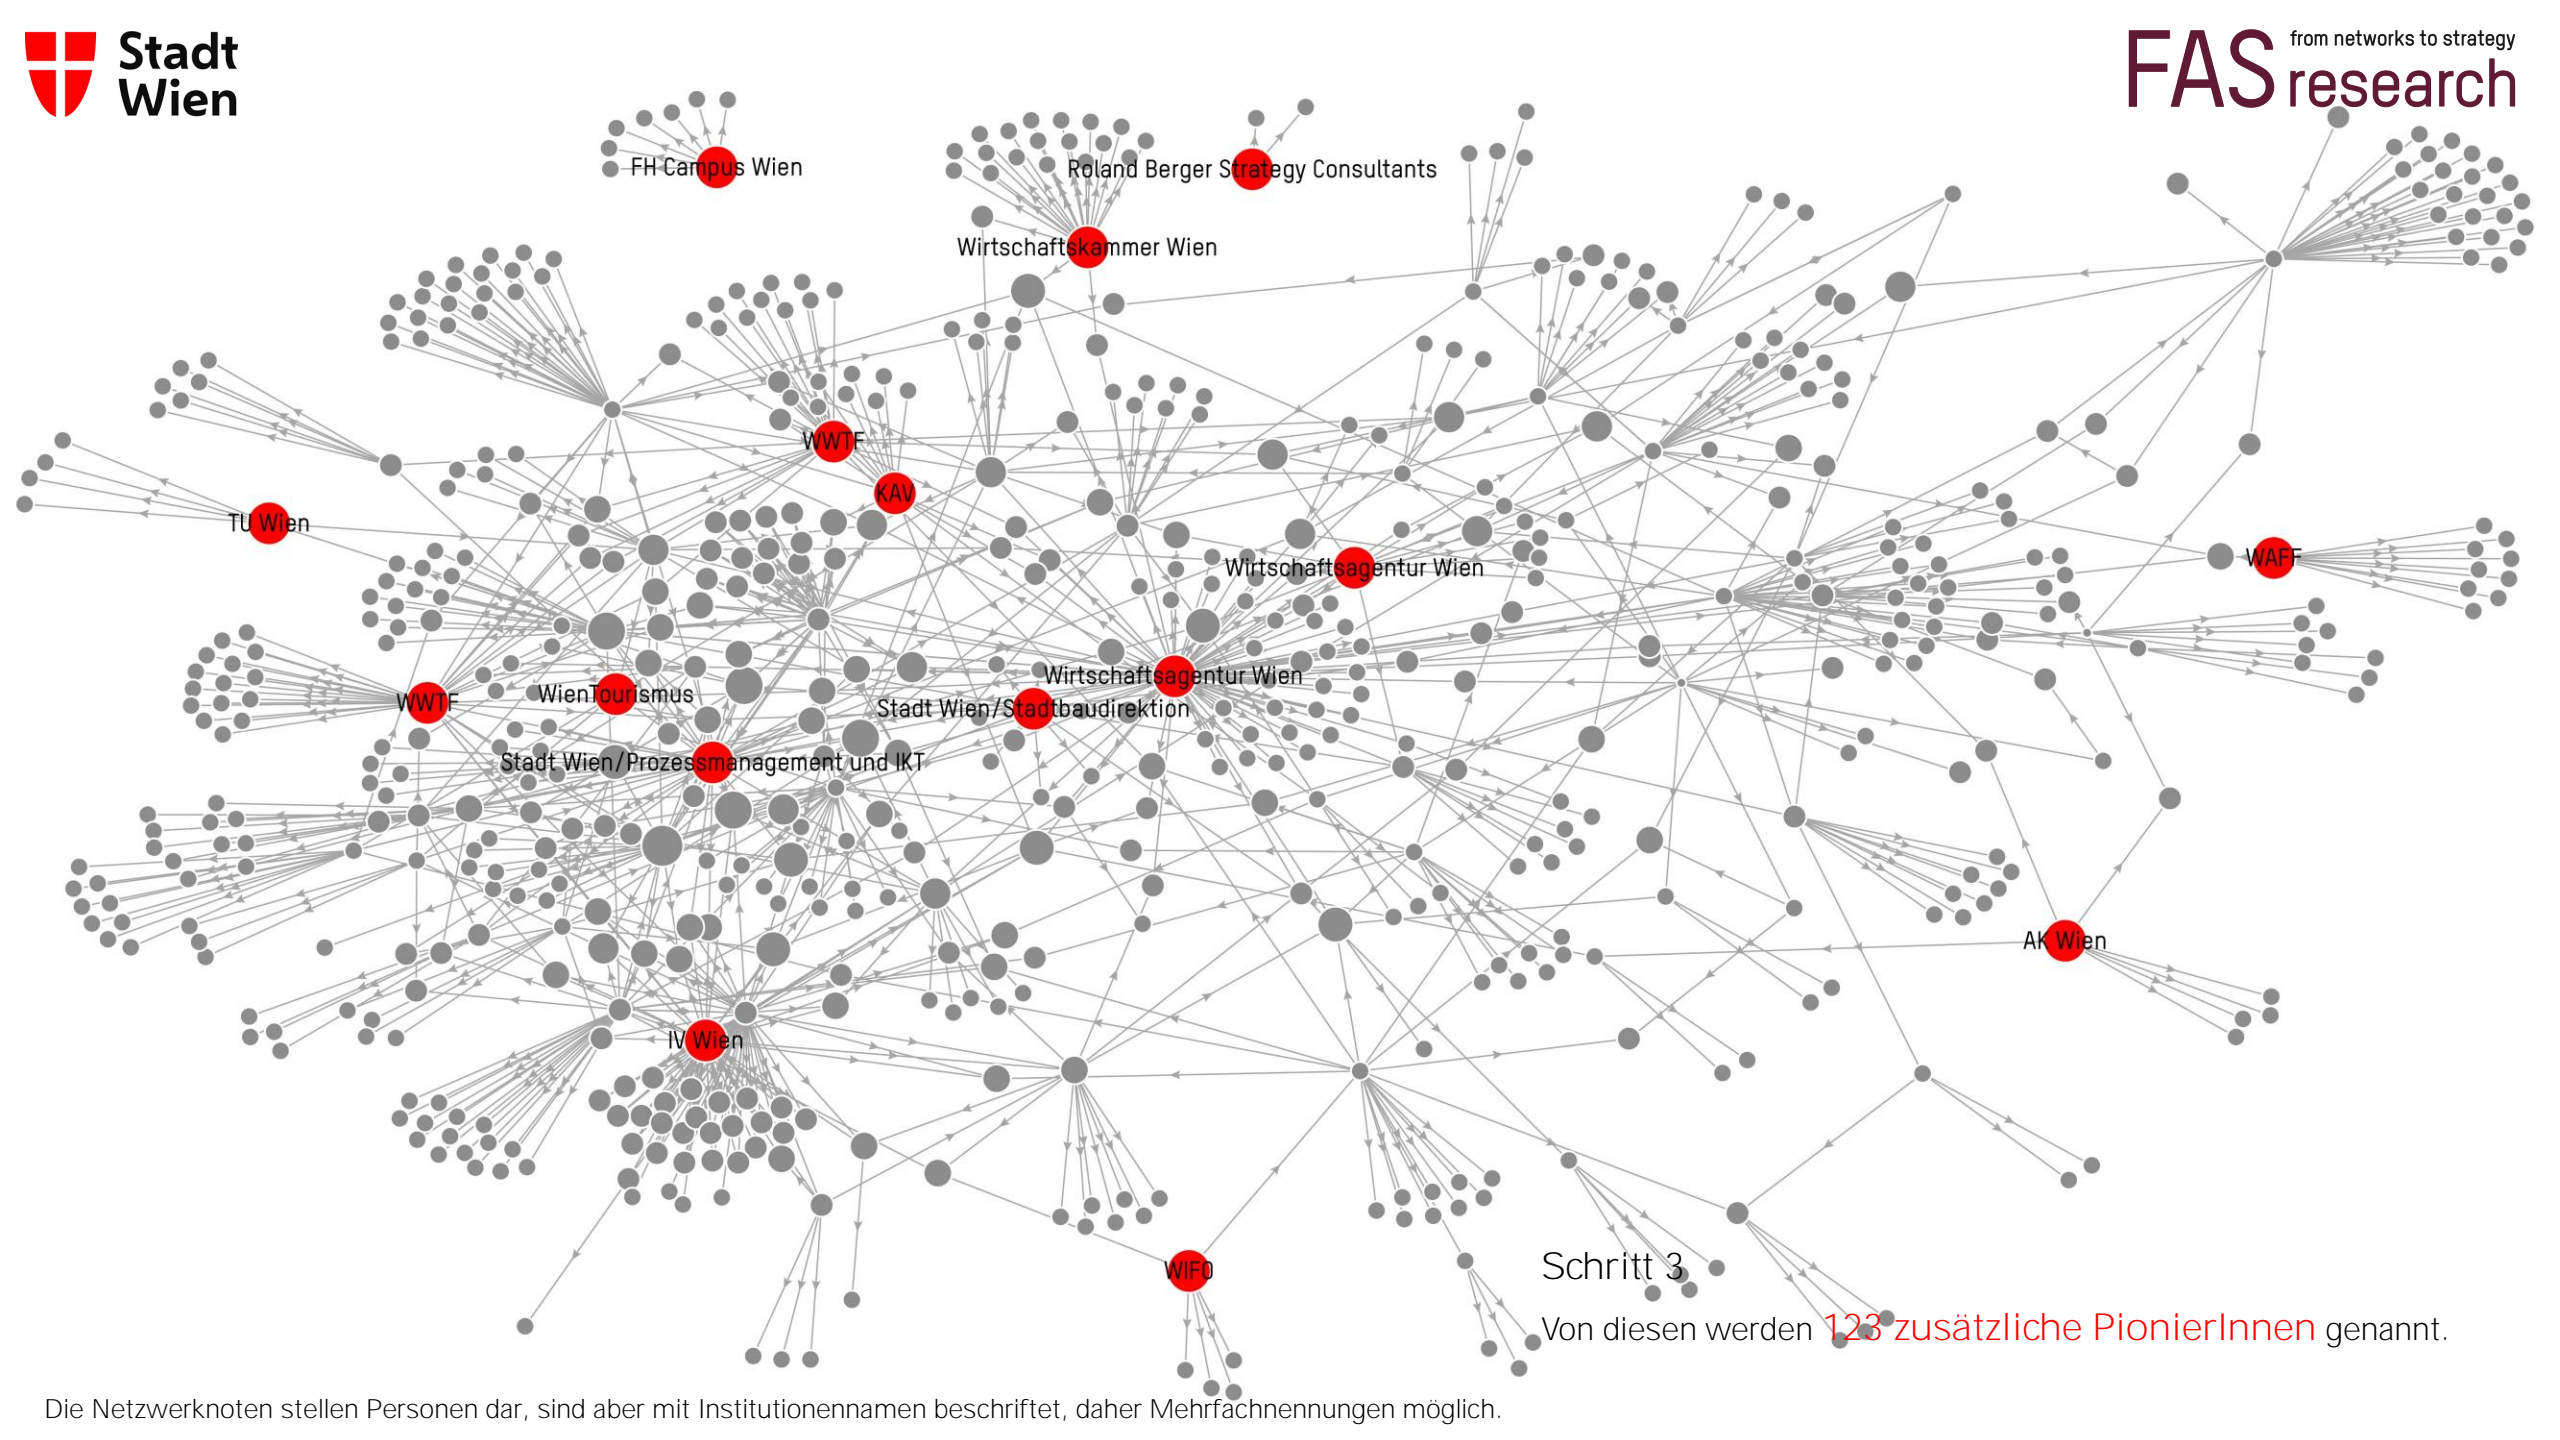 Stadt
Wien
from networks to strategy
FAS research
FH Campus Wien
Roland Berger Strategy Consultants
Wirtschaftskammer Wien
WWTF
KAV
TU Wien
Wirtschaftsagentur Wien
WAFF
Wirtschaftsagentur Wien
WWTF
WienTourismus
Stadt Wien/Stadtbaudirektion
Stadt Wien/Prozessmanagement und IKT
AK Wien
IV Wien
WIFO
Schritt 3
Von diesen werden 123 zusätzliche PionierInnen genannt.
Die Netzwerknoten stellen Personen dar, sind aber mit Institutionennamen beschriftet, daher Mehrfachnennungen möglich.